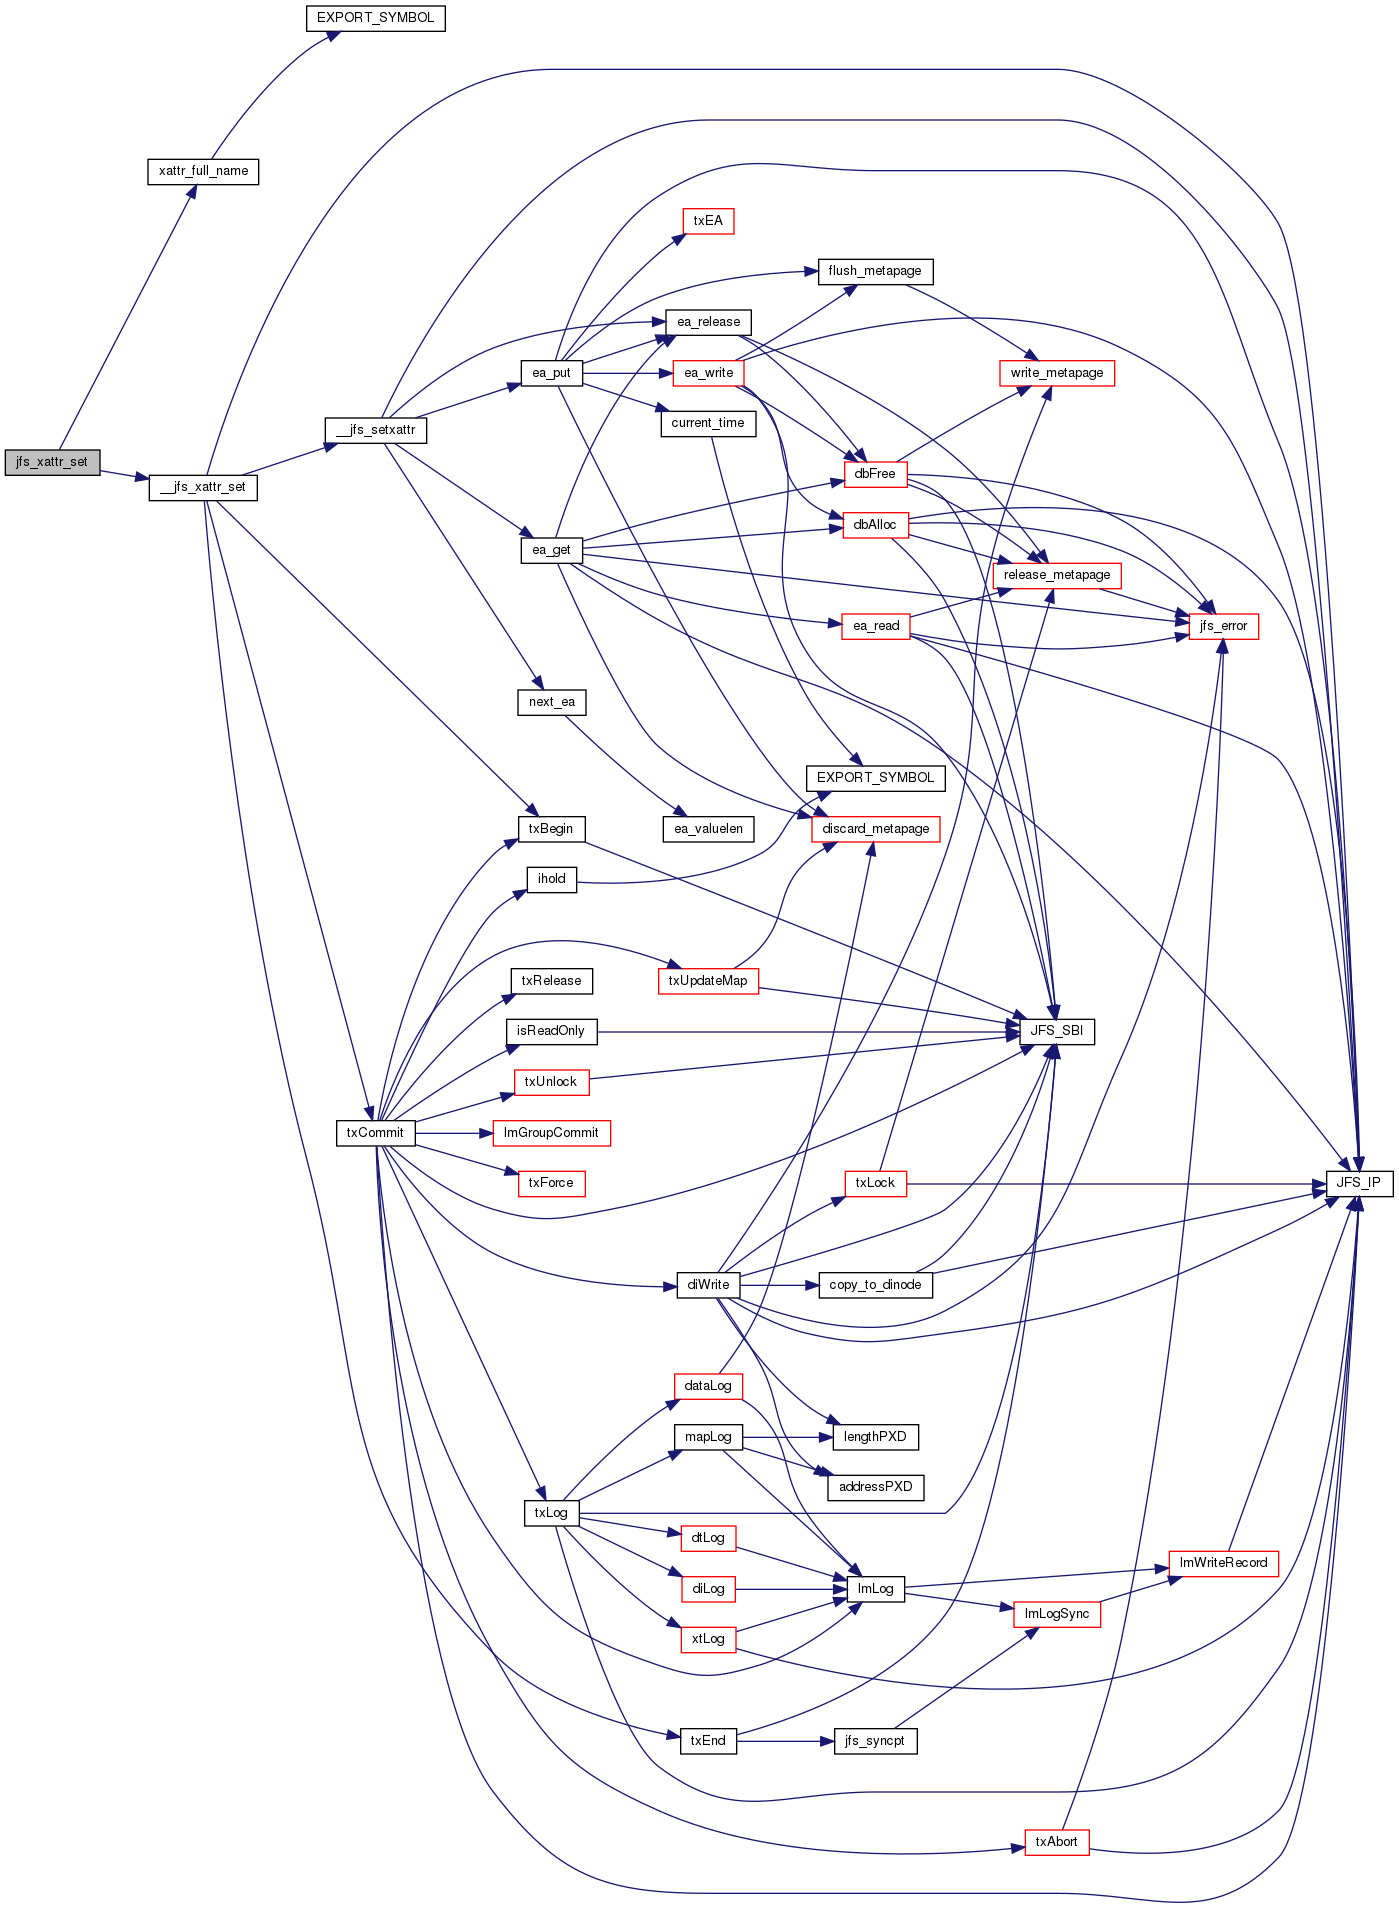 EXPORT_SYMBOL
xattr_full_name
txEA
flush_metapage
ea_release
ea_put
ea_write
write_metapage
current_time
__jfs_setxattr
jfs_xattr_set
__jfs_xattr_set
dbFree
dbAlloc
ea_get
release_metapage
ea_read
jfs_error
next_ea
EXPORT_SYMBOL
txBegin
ea_valuelen
discard_metapage
ihold
txRelease
txUpdateMap
isReadOnly
JFS_SBI
txUnlock
txCommit
lmGroupCommit
txForce
txLock
JFS_IP
diWrite
copy_to_dinode
dataLog
mapLog
lengthPXD
addressPXD
txLog
dtLog
lmWriteRecord
diLog
lmLog
lmLogSync
xtLog
txEnd
jfs_syncpt
txAbort